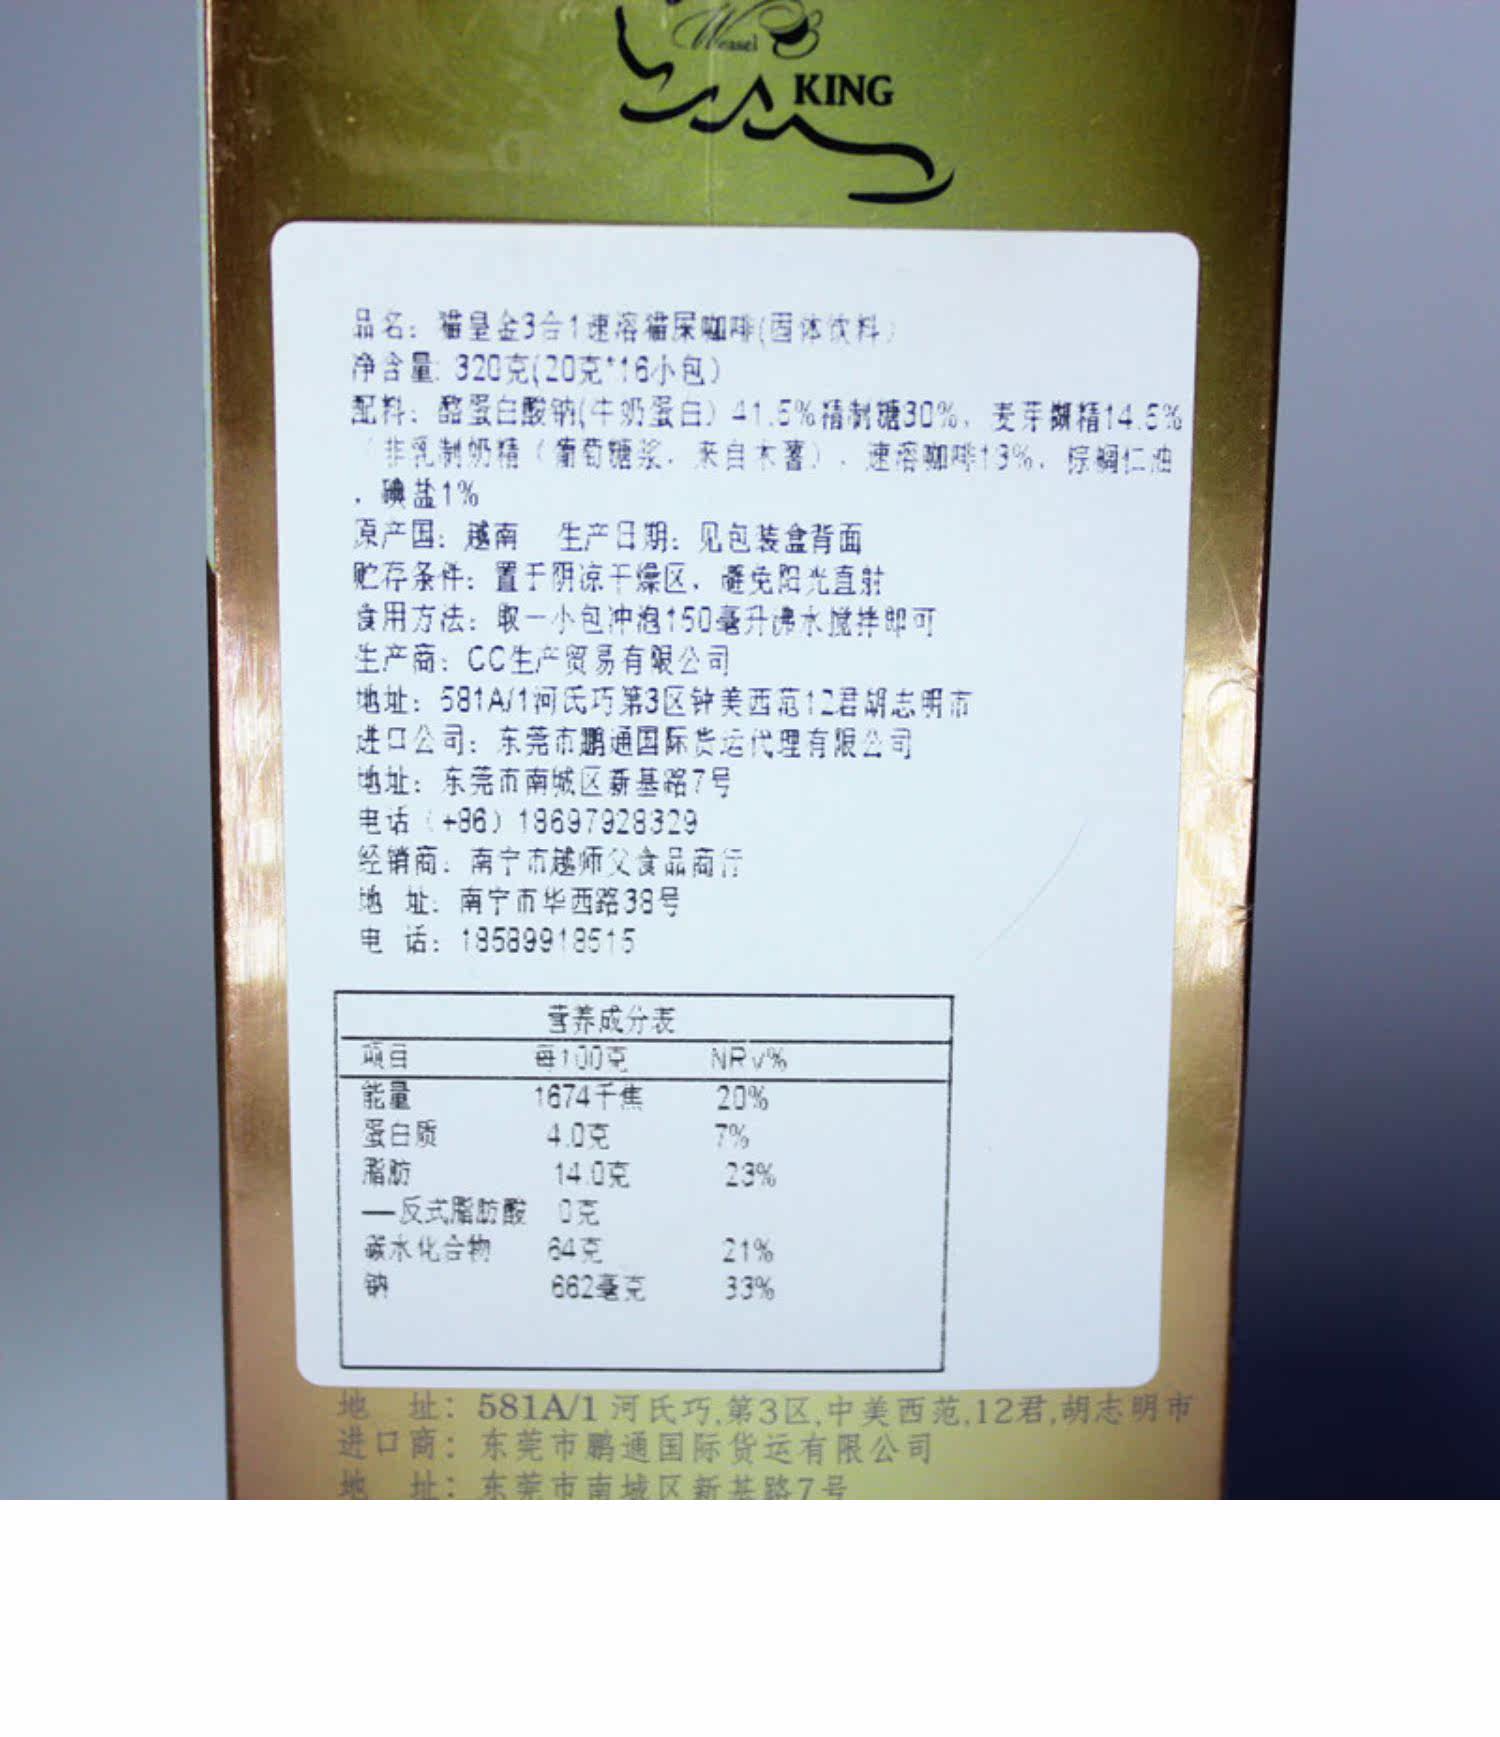 Weasel
KING
品名：猫皇金3合1速溶猫屎咖啡(固体饮料）
净含量: 320克(20克*16小包）
配料：酪蛋白酸钠(牛奶蛋白）41.5%精制糖30%，麦芽糊精14.5%
（非乳制奶精（葡萄糖浆，来自木薯），速溶咖啡13%，棕榈仁油
，碘盐1%
原产国：越南 生产日期：见包装盒背面
贮存条件：置于阴凉干燥区，避免阳光直射
食用方法：取一小包冲泡150毫升沸水搅拌即可
生产商：CC生产贸易有限公司
地址：581A/1河氏巧第3区钟美西范12君胡志明市
进口公司：东莞市鹏通国际货运代理有限公司
地址：东莞市南城区新基路7号
电话（+86）18697928329
经销商：南宁市越师父食品商行
地 址：南宁市华西路38号
电 话：18589918515
营养成分表
项目 每100克 NRv%
能量 1674千焦 20%
蛋白质 4.0克 7%
脂肪 14.0克 23%
—反式脂肪酸 0克
碳水化合物 64克 21%
钠 662毫克 33%
地 址：581A/1 河氏巧,第3区,中美西范,12君,胡志明市
进口商：东莞市鹏通国际货运有限公司
地 址：东莞市南城区新基路7号